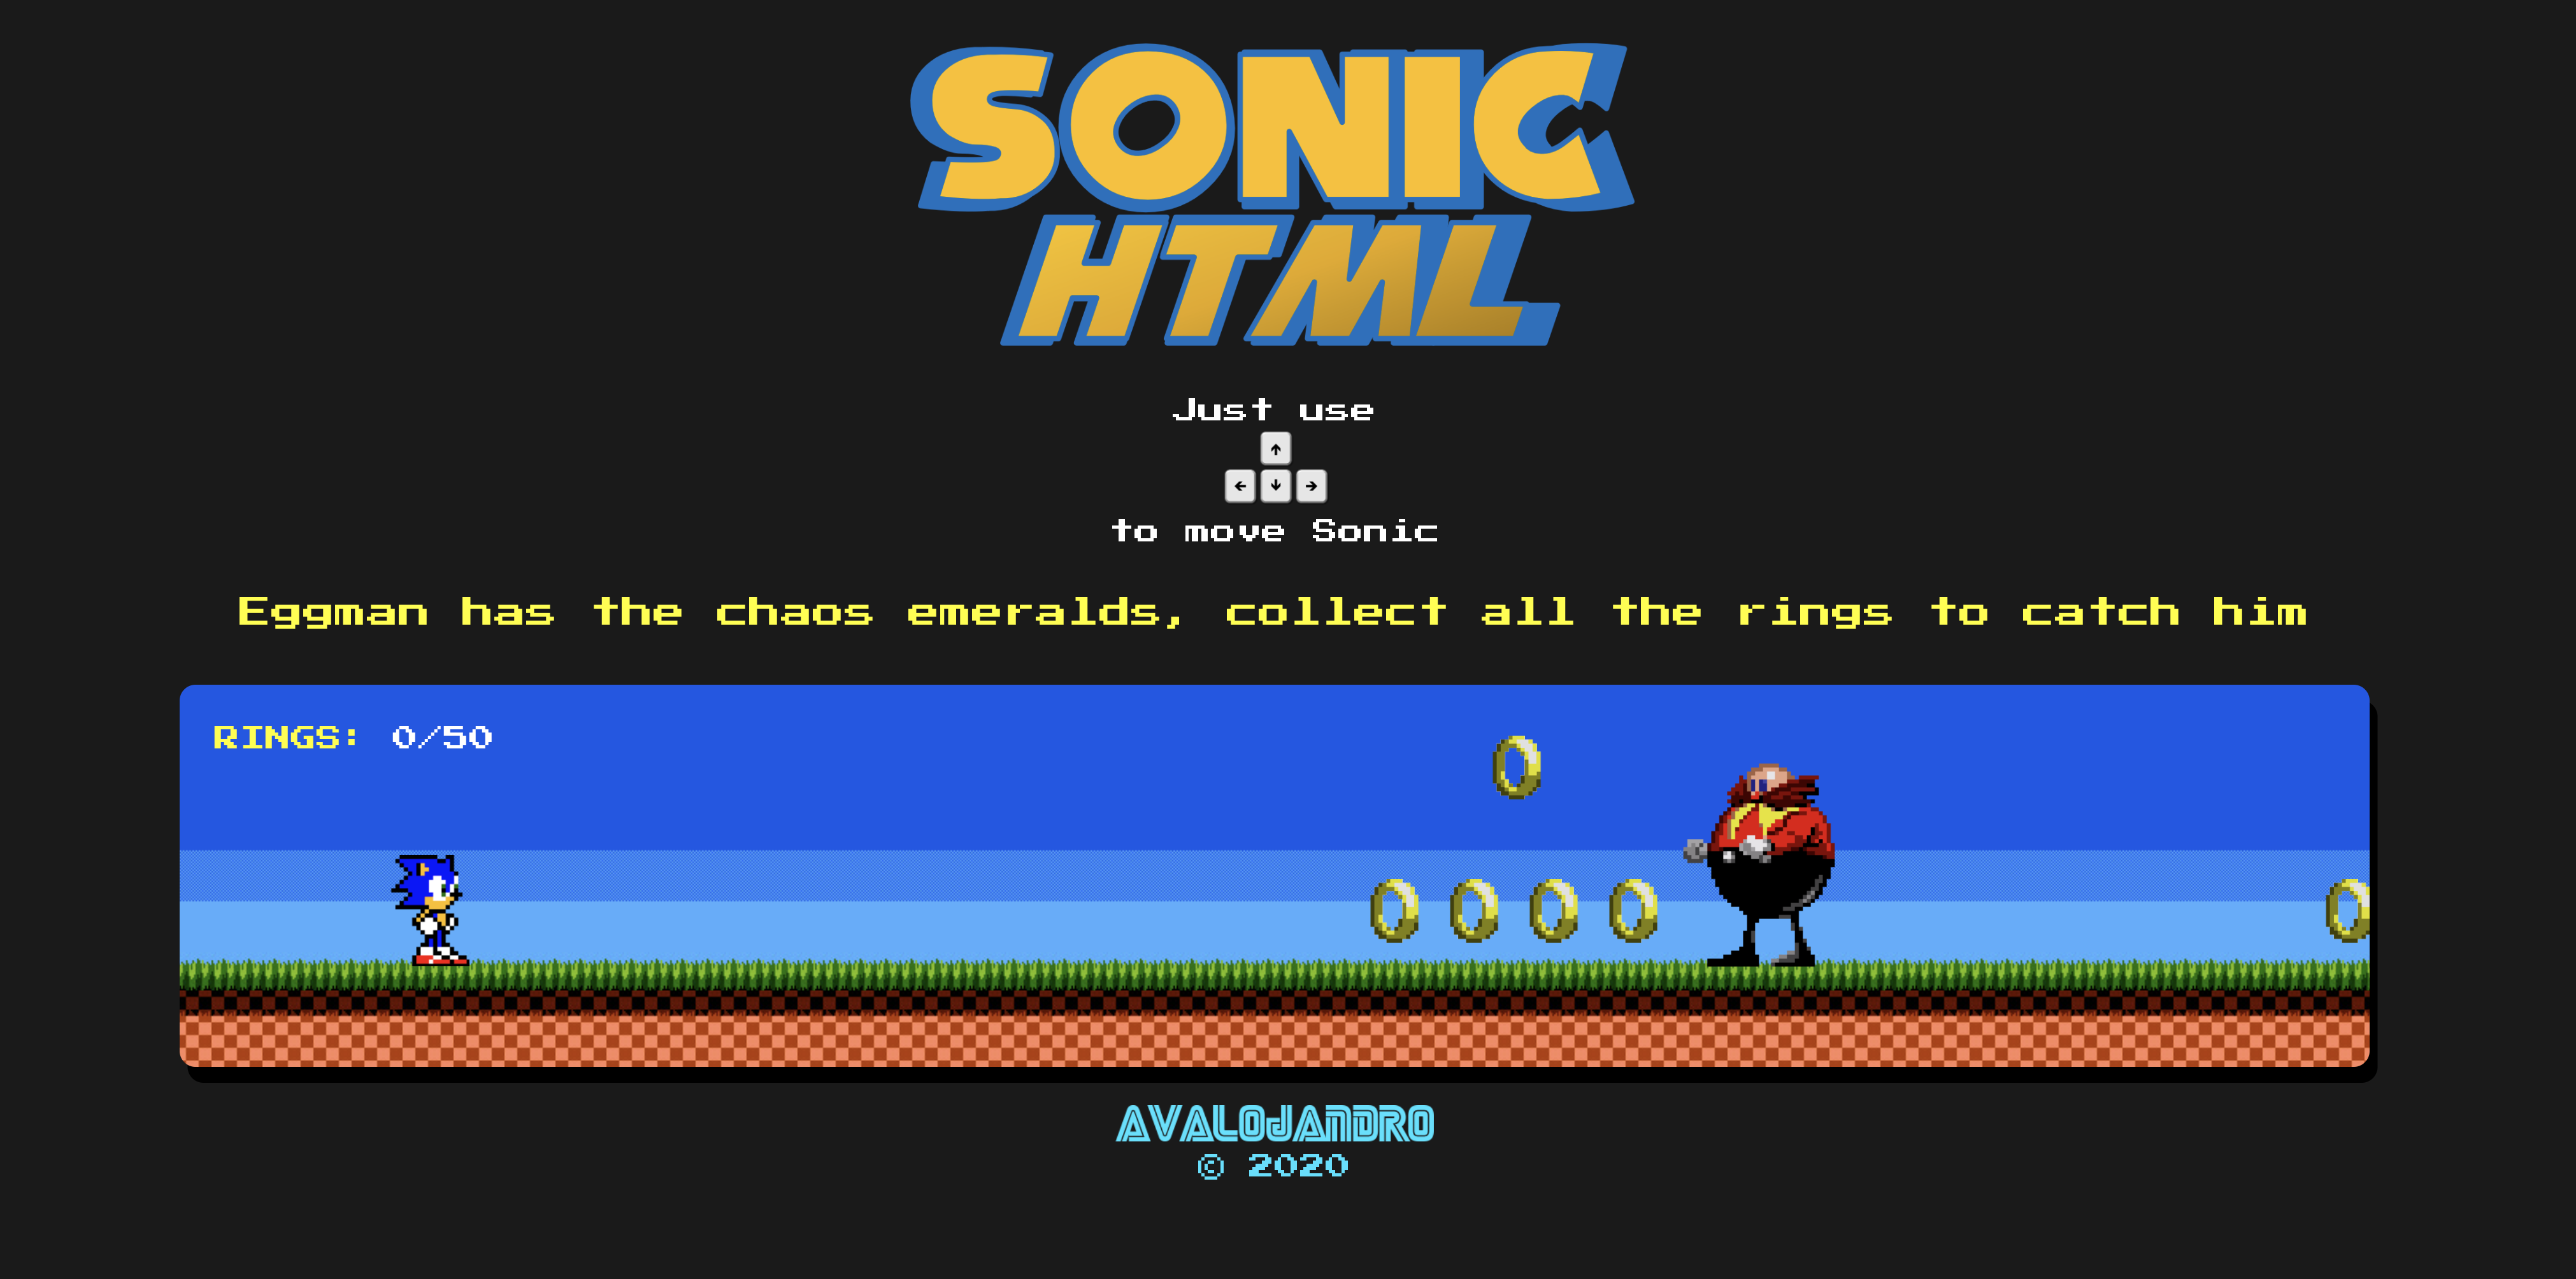 SONIC
HTML
Just use
↑
← ↓ →
to move Sonic
Eggman has the chaos emeralds, collect all the rings to catch him
RINGS: 0/50
AVALOJANDRO
© 2020